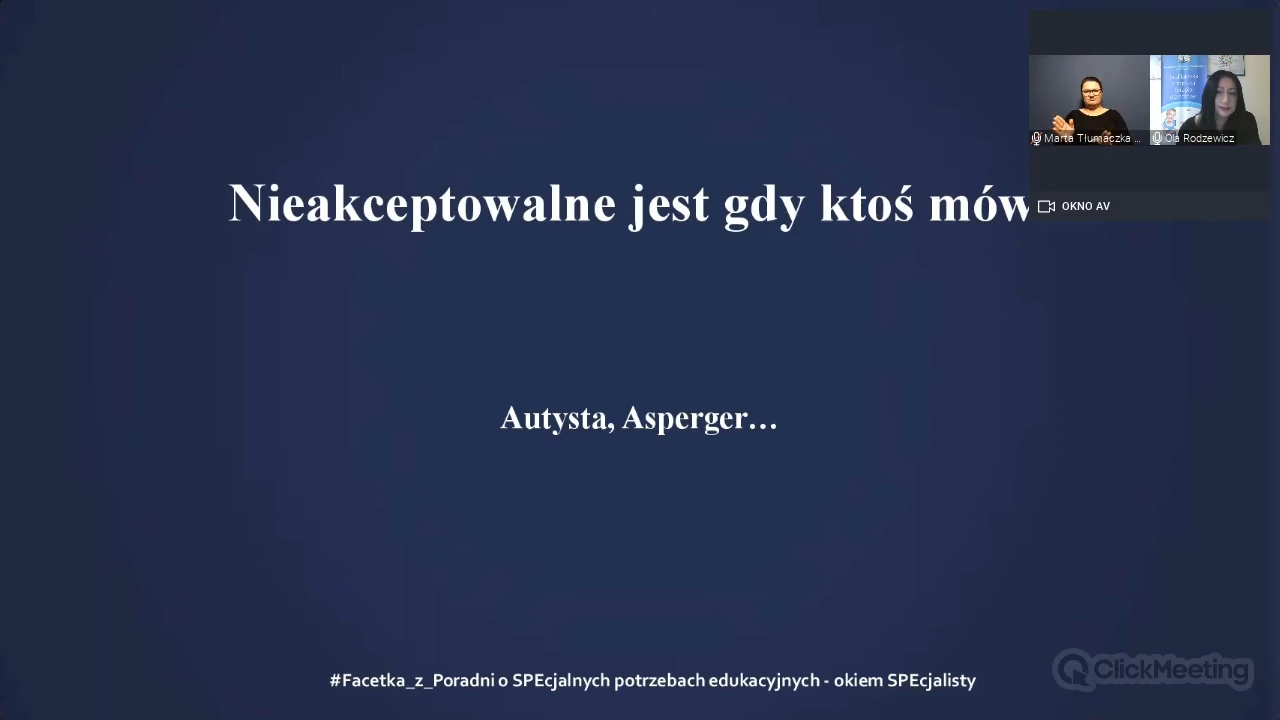 Nieakceptowalne jest gdy ktoś mów
Marta Tłumaczka ...
Ola Rodzewicz
OKNO AV
Autysta, Asperger...
#Facetka_z_Poradni o SPEcjalnych potrzebach edukacyjnych - okiem SPEcjalisty
ClickMeeting